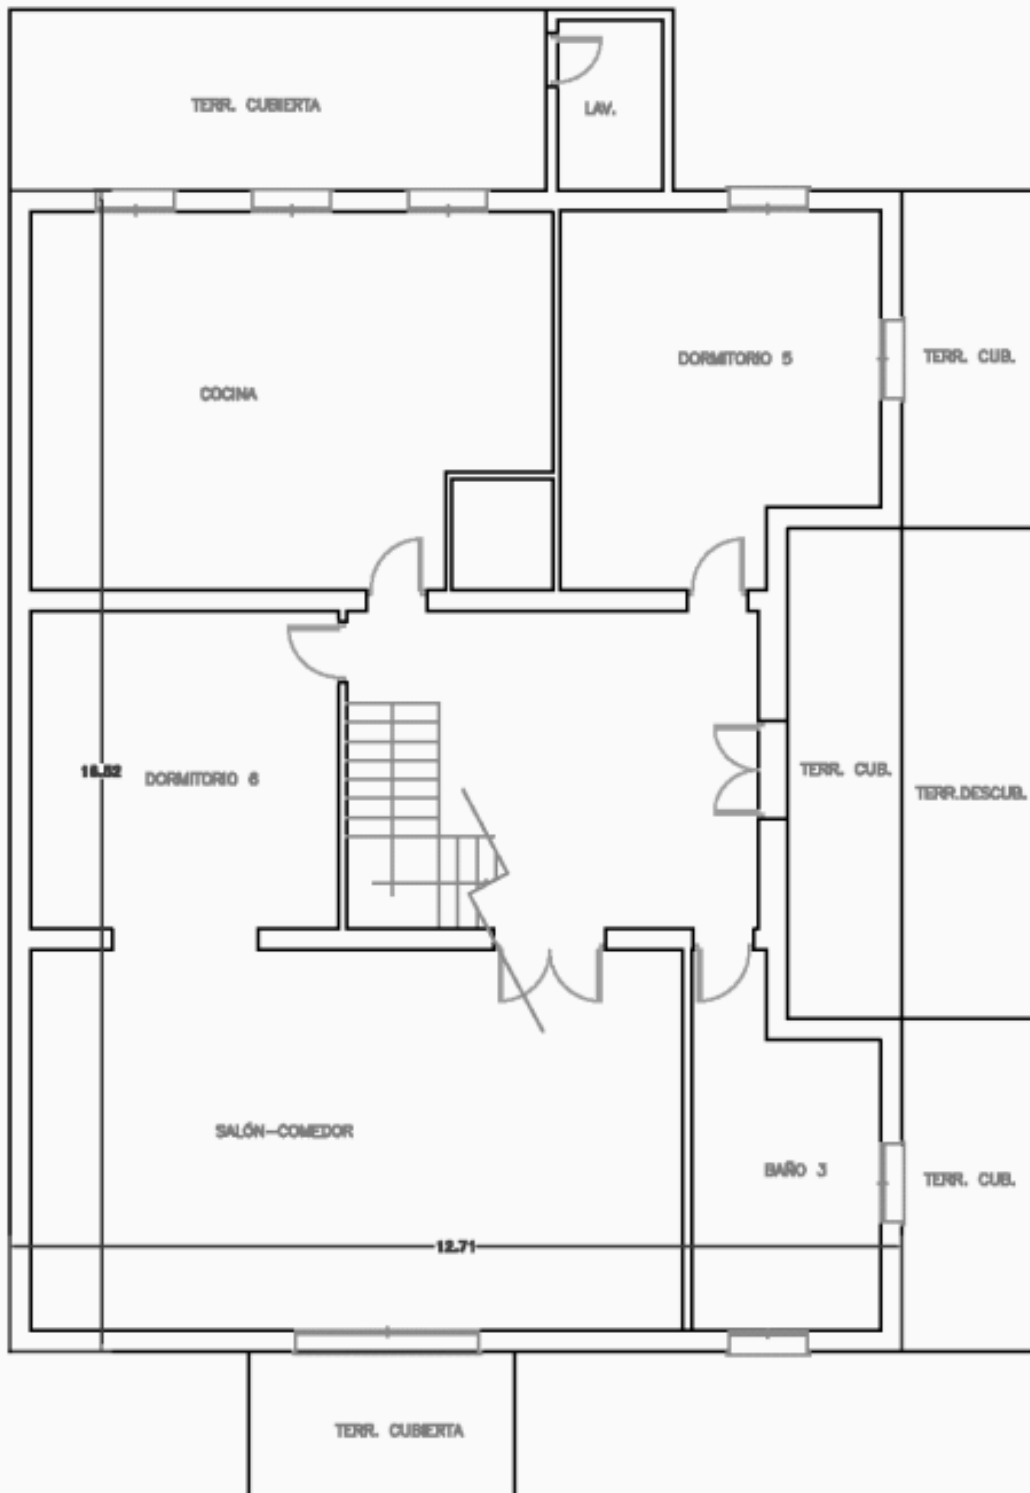 TERR. CUBIERTA
LAV.
DORMITORIO 5
TERR. CUB.
COCINA
16.52
DORMITORIO 6
TERR. CUB.
TERR.DESCUB.
SALÓN-COMEDOR
BAÑO 3
TERR. CUB.
12.71
TERR. CUBIERTA